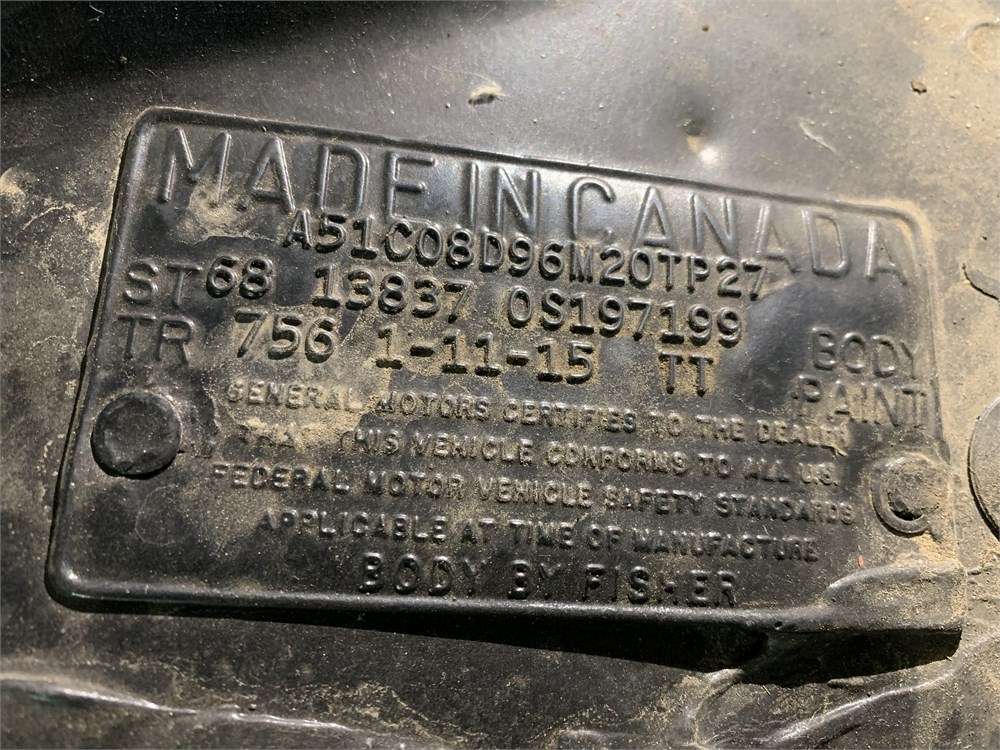 MADE IN CANADA
A51C08D96M20TP27
ST 68 13837 OS197199 BODY
TR 756 1-11-15 TT PAINT
GENERAL MOTORS CERTIFIES TO THE DEALER
THAT THIS VEHICLE CONFORMS TO ALL U.S.
FEDERAL MOTOR VEHICLE SAFETY STANDARDS
APPLICABLE AT TIME OF MANUFACTURE
BODY BY FISHER